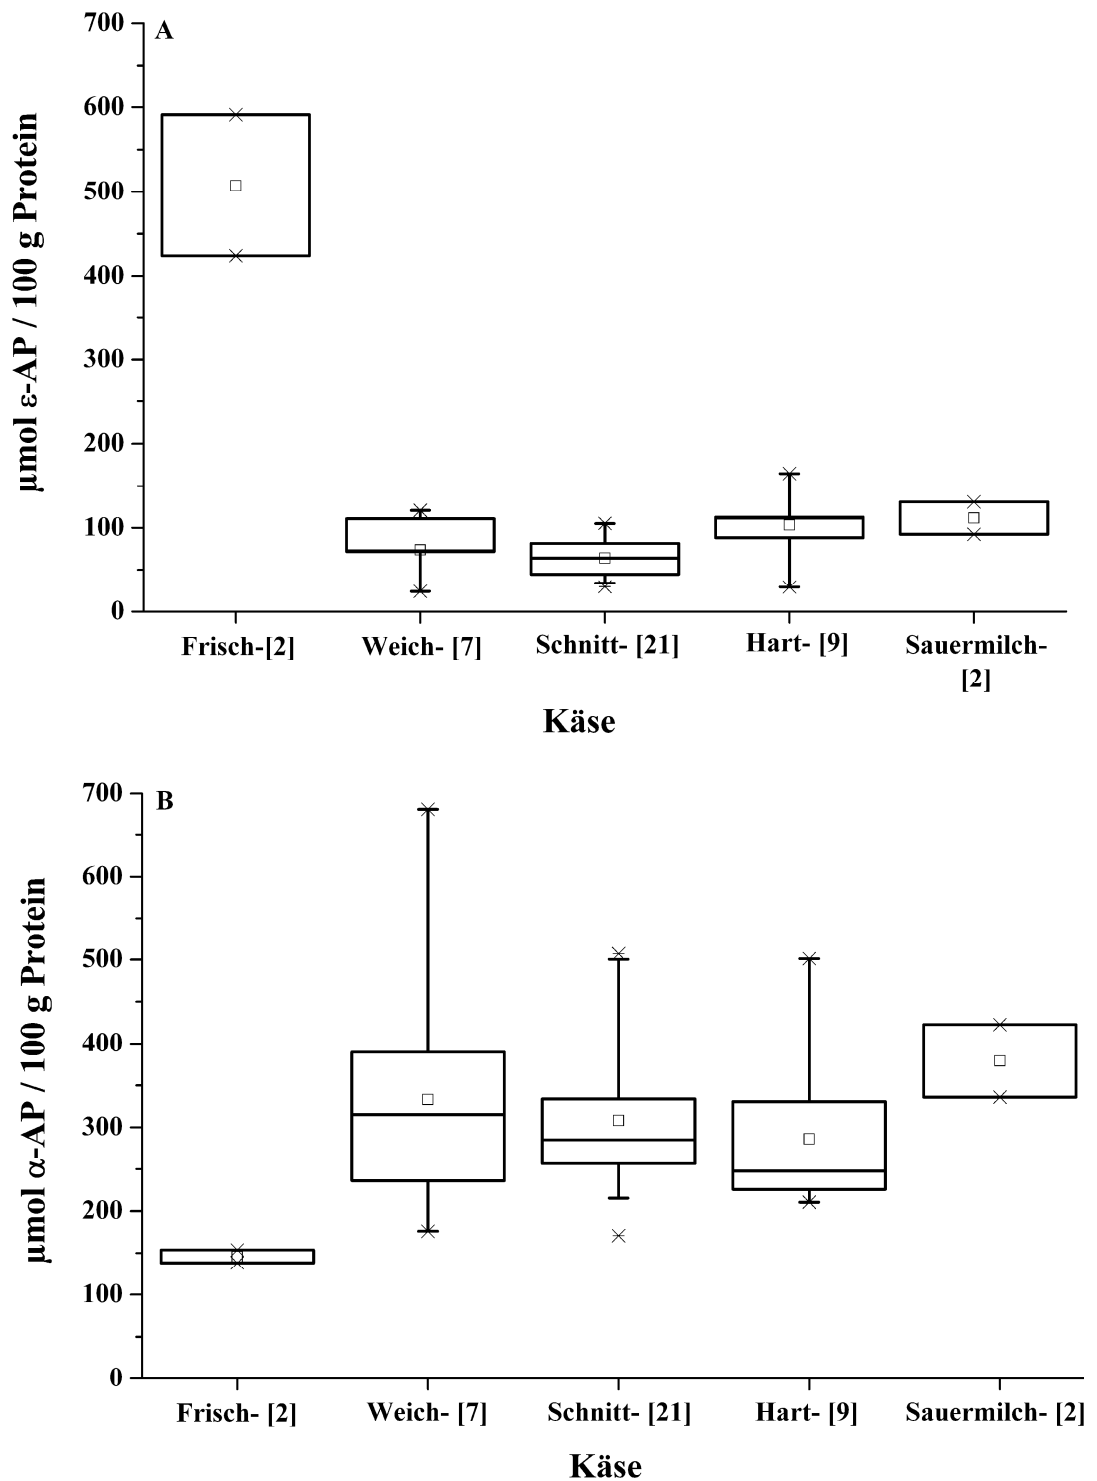 A
700
600
500
400
300
200
100
0
µmol ε-AP / 100 g Protein
Frisch-[2] Weich- [7] Schnitt- [21] Hart- [9] Sauermilch-
[2]
Käse
B
700
600
500
400
300
200
100
0
µmol α-AP / 100 g Protein
Frisch- [2] Weich- [7] Schnitt- [21] Hart- [9] Sauermilch- [2]
Käse